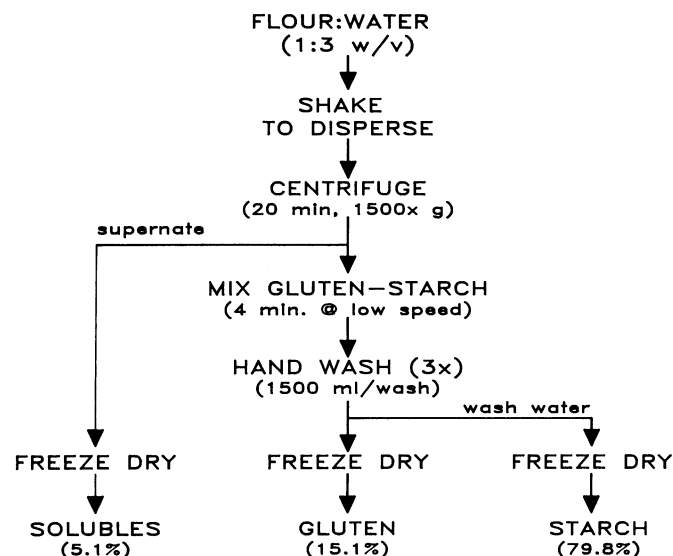 FLOUR:WATER
(1:3 w/v)
SHAKE
TO DISPERSE
CENTRIFUGE
(20 min, 1500x g)
supernate
MIX GLUTEN-STARCH
(4 min. @ low speed)
HAND WASH (3x)
(1500 ml/wash)
wash water
FREEZE DRY
FREEZE DRY
FREEZE DRY
SOLUBLES
(5.1%)
GLUTEN
(15.1%)
STARCH
(79.8%)